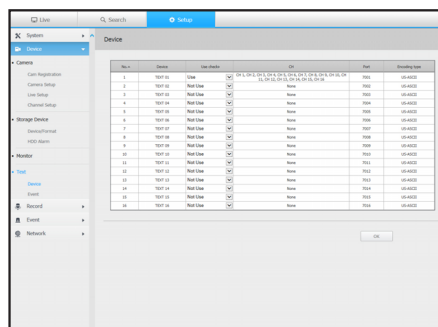 Live
Search
Setup
System
Device
Camera
Cam Registration
Camera Setup
Live Setup
Channel Setup
Storage Device
Device/Format
HDD Alarm
Monitor
Text
Device
Event
Record
Event
Network
Device
No. Device Use checks CH Port Encoding type
1 TEXT 01 Use CH 1, CH 2, CH 3, CH 4, CH 5, CH 6, CH 7, CH 8, CH 9, CH 10, CH
11, CH 12, CH 13, CH 14, CH 15, CH 16 7001 US-ASCII
2 TEXT 02 Not Use None 7002 US-ASCII
3 TEXT 03 Not Use None 7003 US-ASCII
4 TEXT 04 Not Use None 7004 US-ASCII
5 TEXT 05 Not Use None 7005 US-ASCII
6 TEXT 06 Not Use None 7006 US-ASCII
7 TEXT 07 Not Use None 7007 US-ASCII
8 TEXT 08 Not Use None 7008 US-ASCII
9 TEXT 09 Not Use None 7009 US-ASCII
10 TEXT 10 Not Use None 7010 US-ASCII
11 TEXT 11 Not Use None 7011 US-ASCII
12 TEXT 12 Not Use None 7012 US-ASCII
13 TEXT 13 Not Use None 7013 US-ASCII
14 TEXT 14 Not Use None 7014 US-ASCII
15 TEXT 15 Not Use None 7015 US-ASCII
16 TEXT 16 Not Use None 7016 US-ASCII
OK